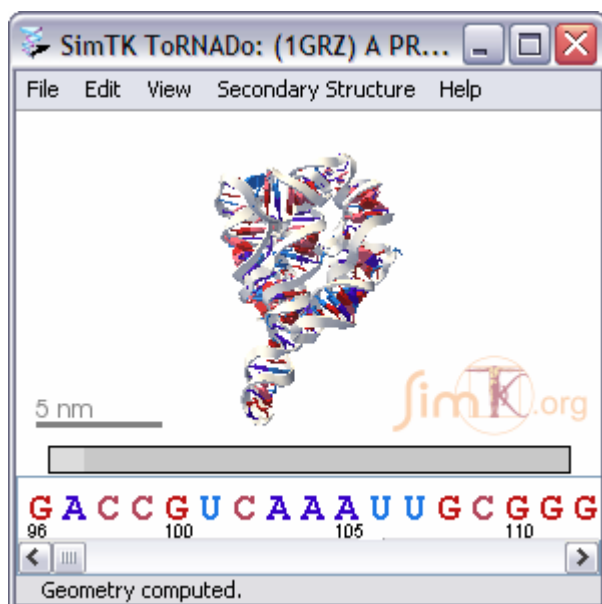 SimTK ToRNADo: (1GRZ) A PR...
File Edit View Secondary Structure Help
5 nm
SimTK.org
G A C C G U C A A A U U G C G G G
96 100 105 110
Geometry computed.